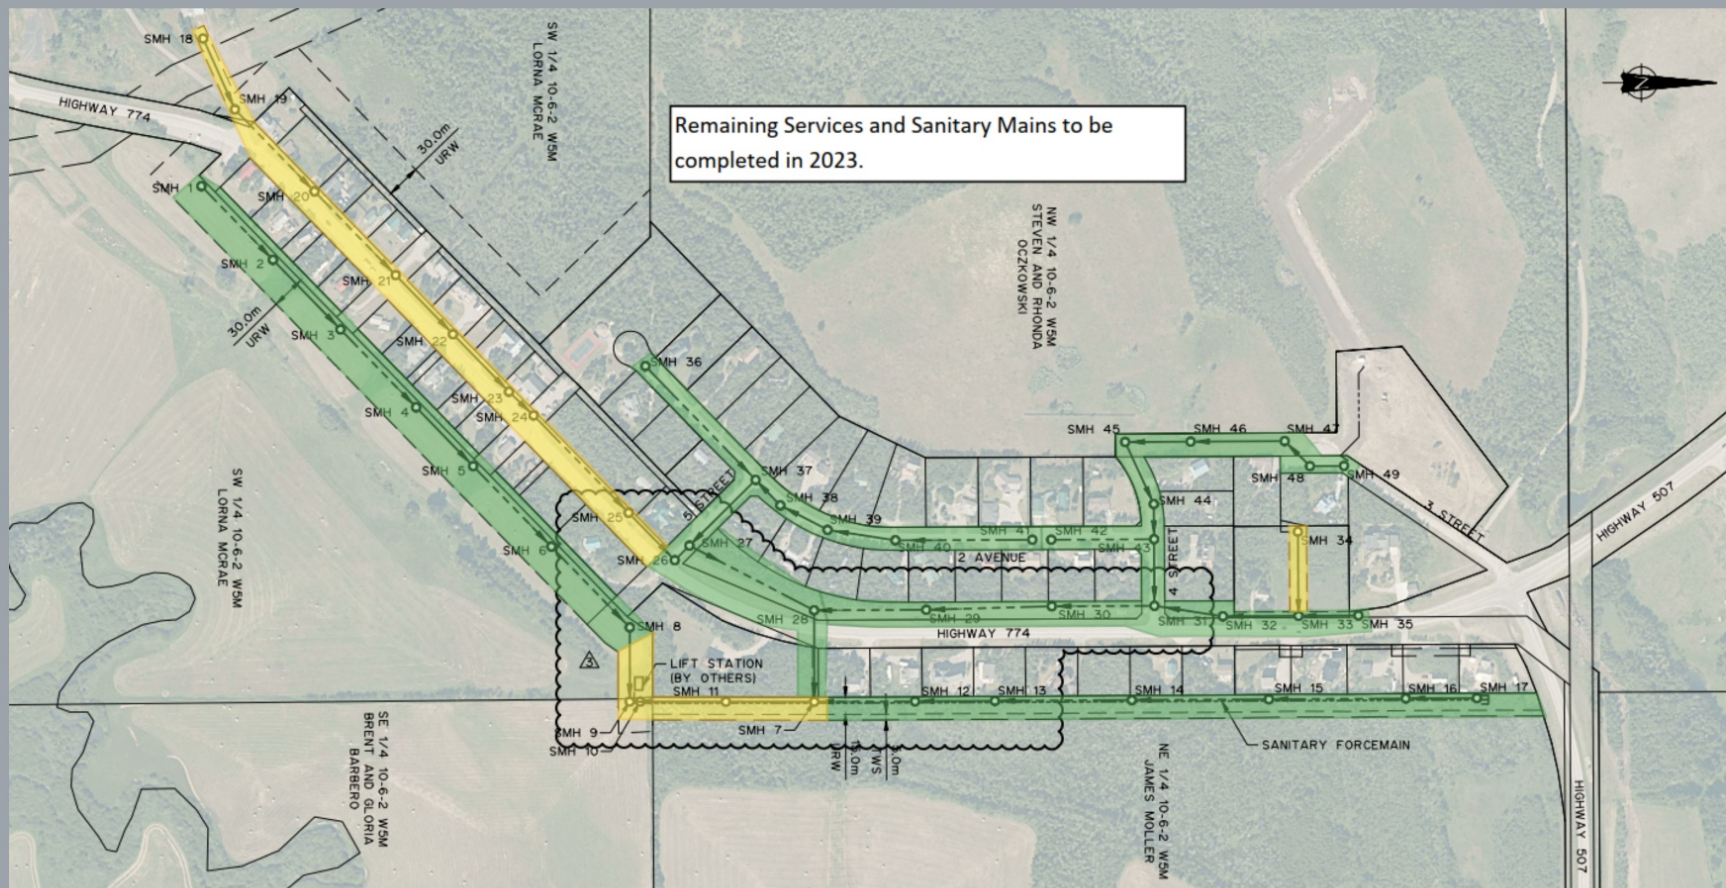 SMH 18
HIGHWAY 774
SMH 19
SW 1/4 10-6-2 W5M
LORNA MCRAE
30.0m
URW
Remaining Services and Sanitary Mains to be
completed in 2023.
N
SMH 1
SMH 20
SMH 2
SMH 21
30.0m
URW
SMH 3
SMH 22
SMH 36
NW 1/4 10-6-2 W5M
STEVEN AND RHONDA
OCZKOWSKI
SMH 4
SMH 23
SMH 24
SMH 45
SMH 46
SMH 47
SMH 5
SMH 37
SMH 48
SMH 49
5 STREET
SMH 38
SMH 44
3 STREET
HIGHWAY 507
SW 1/4 10-6-2 W5M
LORNA MCRAE
SMH 25
SMH 39
SMH 40
SMH 41
SMH 42
SMH 43
SMH 34
SMH 6
SMH 26
SMH 27
2 AVENUE
4 STREET
SMH 8
SMH 28
SMH 29
SMH 30
SMH 31
SMH 32
SMH 33
SMH 35
HIGHWAY 774
3
LIFT STATION
(BY OTHERS)
SMH 11
SMH 12
SMH 13
SMH 14
SMH 15
SMH 16
SMH 17
SMH 9
SMH 10
SMH 7
URW
TWS
SANITARY FORCEMAIN
SE 1/4 10-6-2 W5M
BRENT AND GLORIA
BARBERO
NE 1/4 10-6-2 W5M
JAMES MOLLER
HIGHWAY 507